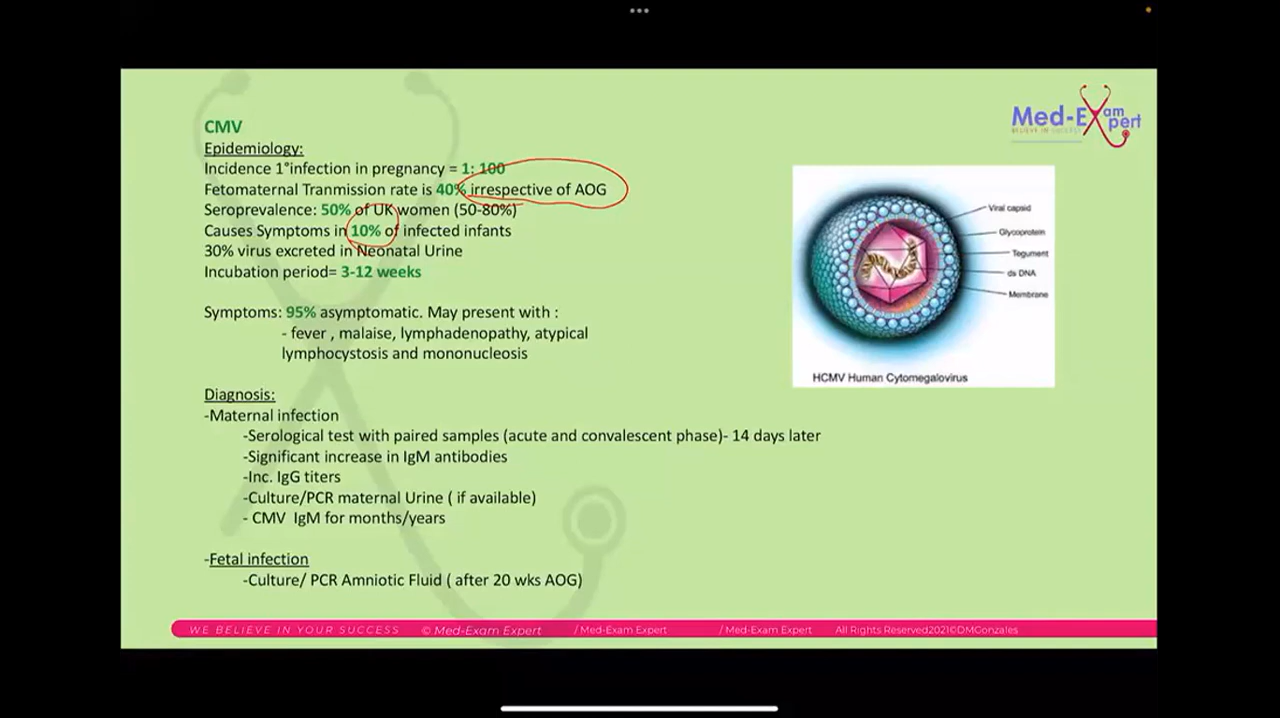 CMV
Epidemiology:
Incidence 1°infection in pregnancy = 1: 100
Fetomaternal Tranmission rate is 40% irrespective of AOG
Seroprevalence: 50% of UK women (50-80%)
Causes Symptoms in 10% of infected infants
30% virus excreted in Neonatal Urine
Incubation period= 3-12 weeks
Symptoms: 95% asymptomatic. May present with :
- fever , malaise, lymphadenopathy, atypical
lymphocystosis and mononucleosis
Diagnosis:
-Maternal infection
-Serological test with paired samples (acute and convalescent phase)- 14 days later
-Significant increase in IgM antibodies
-Inc. IgG titers
-Culture/PCR maternal Urine ( if available)
- CMV IgM for months/years
-Fetal infection
-Culture/ PCR Amniotic Fluid ( after 20 wks AOG)
Med-Exam Expert
BELIEVE IN SUCCESS
Viral capsid
Glycoprotein
Tegument
ds DNA
Membrane
HCMV Human Cytomegalovirus
WE BELIEVE IN YOUR SUCCESS © Med-Exam Expert / Med-Exam Expert / Med-Exam Expert All Rights Reserved2021©DMGonzales